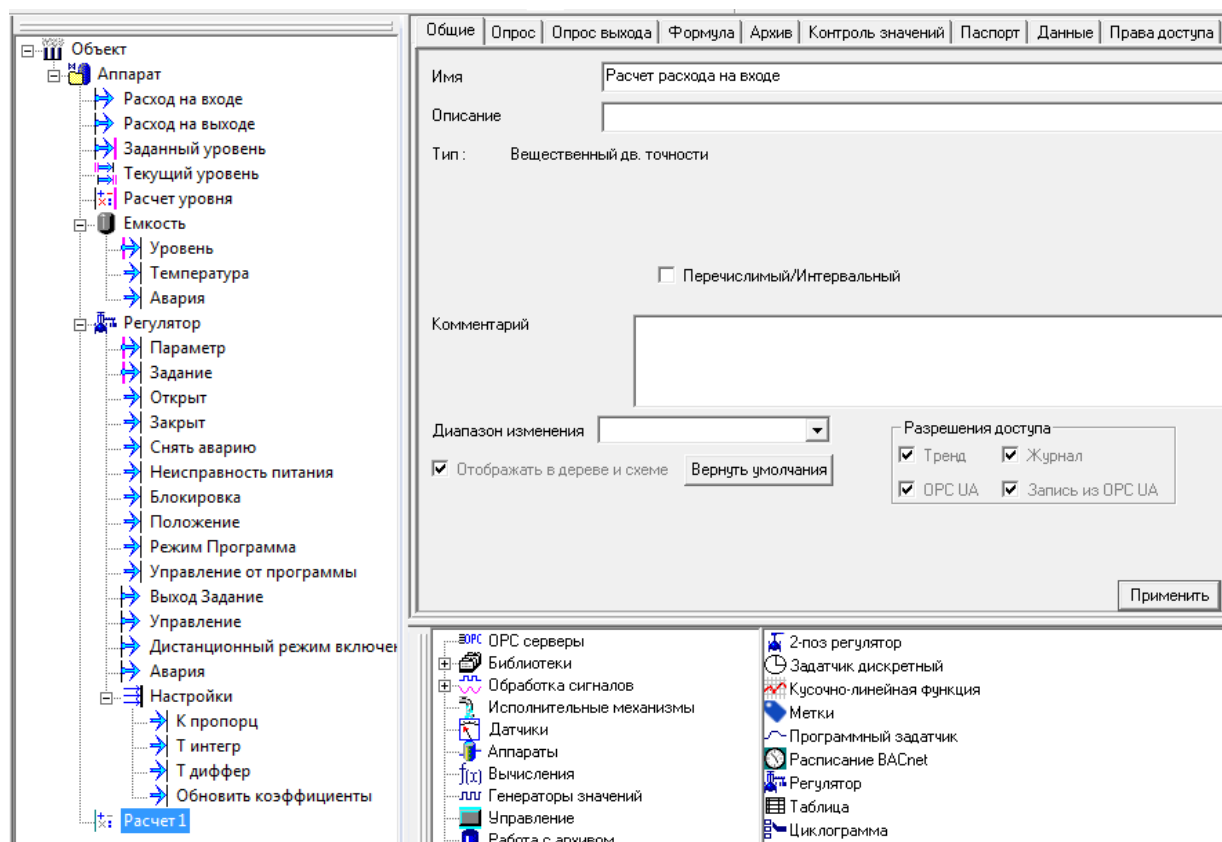 Объект
Аппарат
Расход на входе
Расход на выходе
Заданный уровень
Текущий уровень
Расчет уровня
Емкость
Уровень
Температура
Авария
Регулятор
Параметр
Задание
Открыт
Закрыт
Снять аварию
Неисправность питания
Блокировка
Положение
Режим Программа
Управление от программы
Выход Задание
Управление
Дистанционный режим включен
Авария
Настройки
К пропорц
Т интегр
Т диффер
Обновить коэффициенты
Расчет1
Общие Опрос Опрос выхода Формула Архив Контроль значений Паспорт Данные Права доступа
Имя Расчет расхода на входе
Описание
Тип : Вещественный дв. точности
Перечислимый/Интервальный
Комментарий
Диапазон изменения
Отображать в дереве и схеме Вернуть умолчания
Разрешения доступа
Тренд Журнал
OPC UA Запись из OPC UA
Применить
OPC OPC серверы
Библиотеки
Обработка сигналов
Исполнительные механизмы
Датчики
Аппараты
f(x) Вычисления
Генераторы значений
Управление
Работа с архивом
2-поз регулятор
Задатчик дискретный
Кусочно-линейная функция
Метки
Программный задатчик
Расписание BACnet
Регулятор
Таблица
Циклограмма